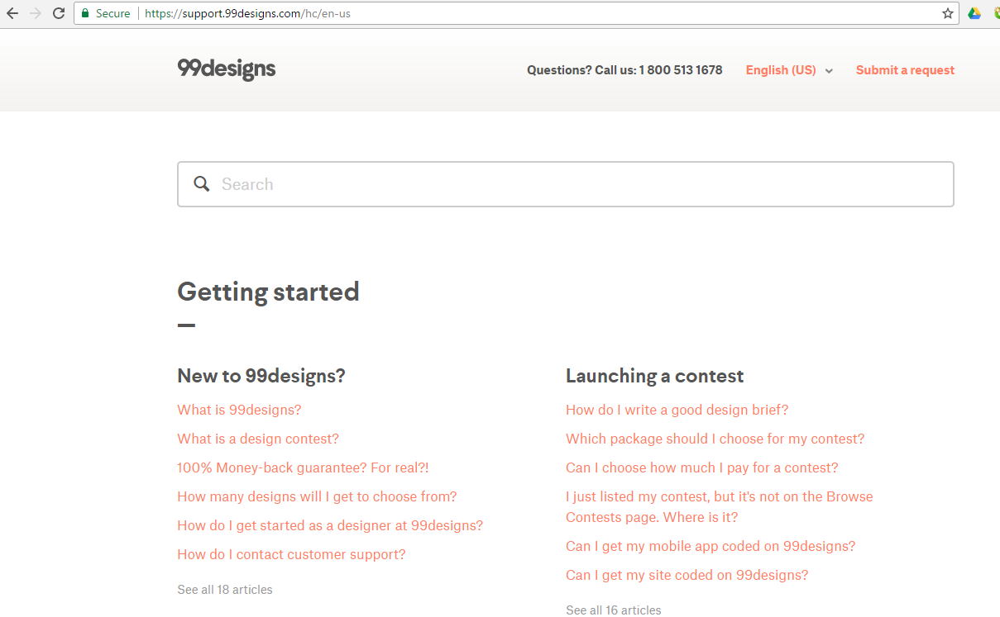 Secure https://support.99designs.com/hc/en-us
99designs
Questions? Call us: 1 800 513 1678
English (US)
Submit a request
Search
Getting started
New to 99designs?
What is 99designs?
What is a design contest?
100% Money-back guarantee? For real?!
How many designs will I get to choose from?
How do I get started as a designer at 99designs?
How do I contact customer support?
See all 18 articles
Launching a contest
How do I write a good design brief?
Which package should I choose for my contest?
Can I choose how much I pay for a contest?
I just listed my contest, but it's not on the Browse
Contests page. Where is it?
Can I get my mobile app coded on 99designs?
Can I get my site coded on 99designs?
See all 16 articles